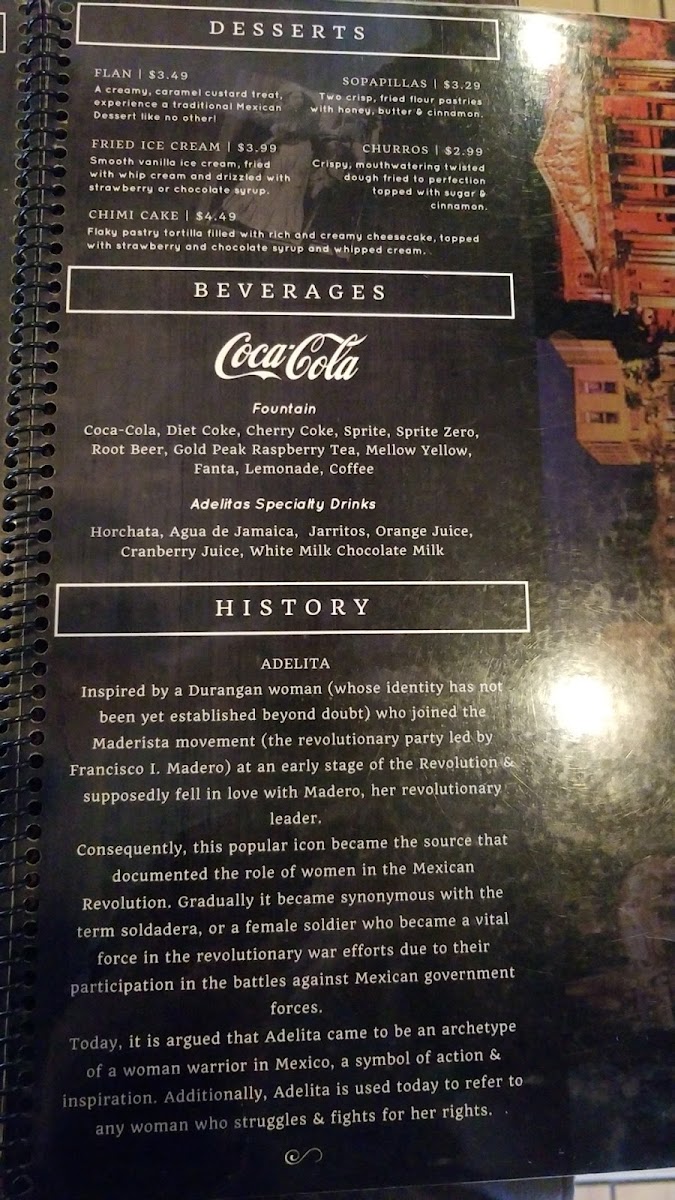 DESSERTS
FLAN | $3.49
A creamy, caramel custard treat,
experience a traditional Mexican
Dessert like no other!
SOPAPILLAS | $3.29
Two crisp, fried flour pastries
with honey, butter & cinnamon.
FRIED ICE CREAM | $3.99
Smooth vanilla ice cream, fried
with whip cream and drizzled with
strawberry or chocolate syrup.
CHURROS | $2.99
Crispy, mouthwatering twisted
dough fried to perfection
topped with sugar &
cinnamon.
CHIMI CAKE | $4.49
Flaky pastry tortilla filled with rich and creamy cheesecake, topped
with strawberry and chocolate syrup and whipped cream.
BEVERAGES
Coca-Cola
Fountain
Coca-Cola, Diet Coke, Cherry Coke, Sprite, Sprite Zero,
Root Beer, Gold Peak Raspberry Tea, Mellow Yellow,
Fanta, Lemonade, Coffee
Adelitas Specialty Drinks
Horchata, Agua de Jamaica, Jarritos, Orange Juice,
Cranberry Juice, White Milk Chocolate Milk
HISTORY
ADELITA
Inspired by a Durangan woman (whose identity has not
been yet established beyond doubt) who joined the
Maderista movement (the revolutionary party led by
Francisco I. Madero) at an early stage of the Revolution &
supposedly fell in love with Madero, her revolutionary
leader.
Consequently, this popular icon became the source that
documented the role of women in the Mexican
Revolution. Gradually it became synonymous with the
term soldadera, or a female soldier who became a vital
force in the revolutionary war efforts due to their
participation in the battles against Mexican government
forces.
Today, it is argued that Adelita came to be an archetype
of a woman warrior in Mexico, a symbol of action &
inspiration. Additionally, Adelita is used today to refer to
any woman who struggles & fights for her rights. .